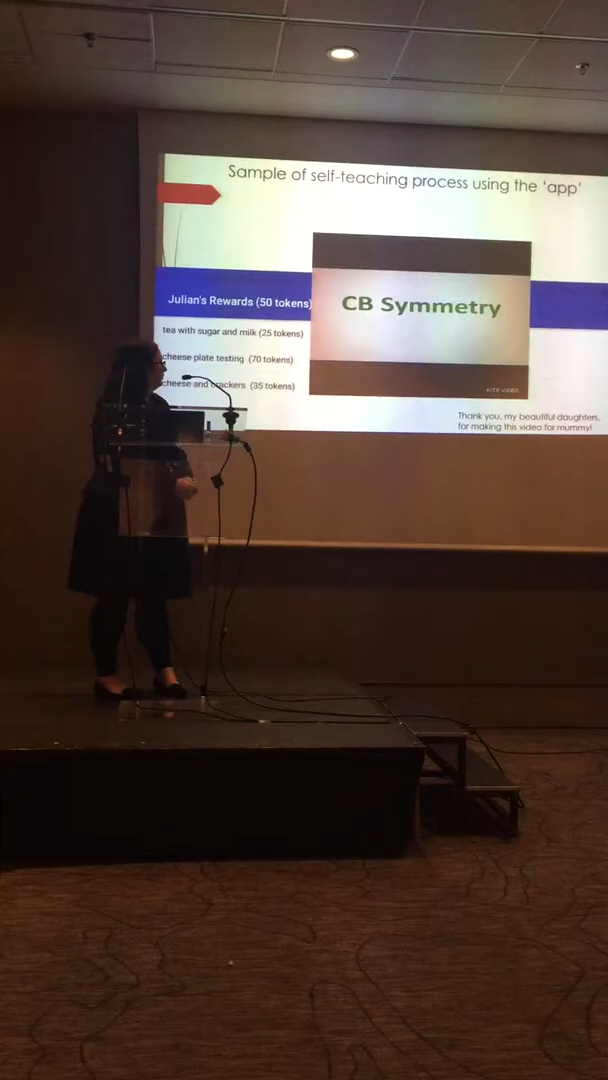 Sample of self-teaching process using the 'app'
Julian's Rewards (50 tokens)
tea with sugar and milk (25 tokens)
cheese plate testing (70 tokens)
cheese and crackers (35 tokens)
CB Symmetry
KITE VIDEO
Thank you, my beautiful daughters,
for making this video for mummy!